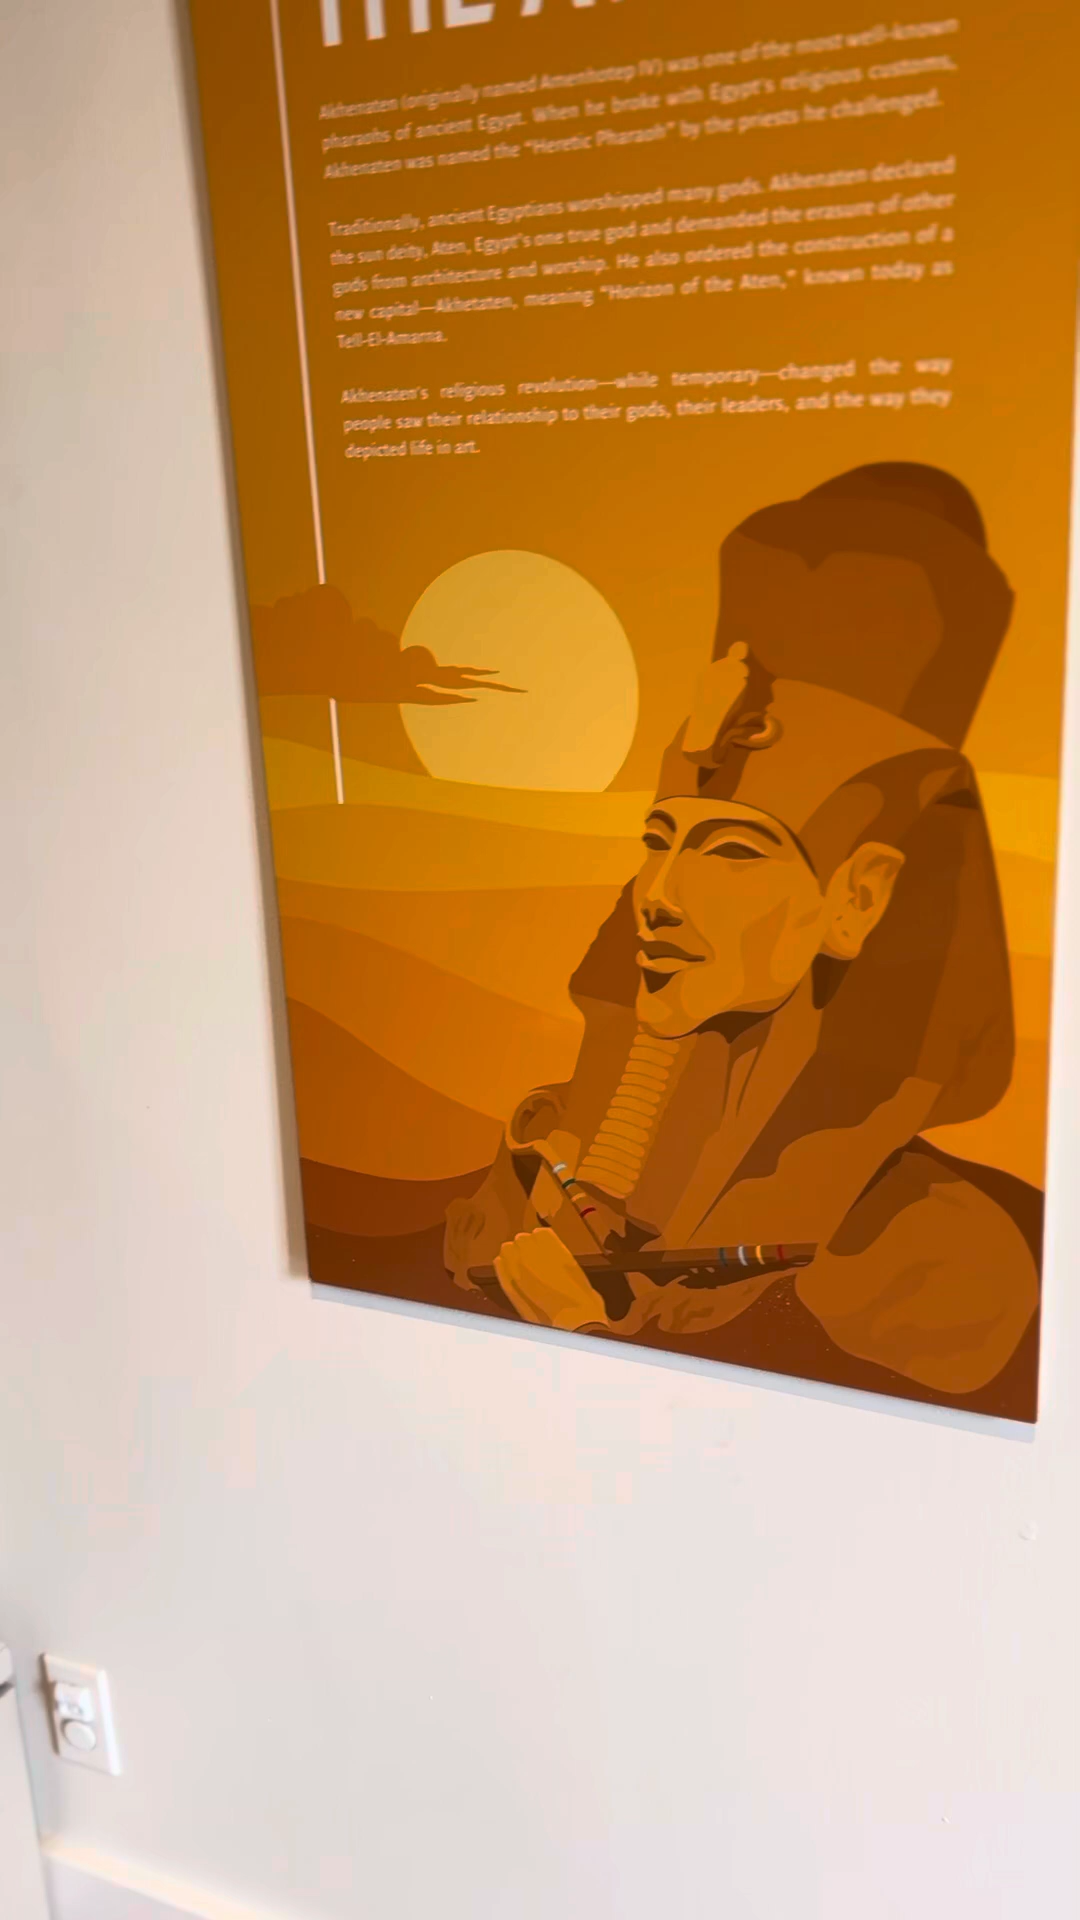 THE A
Akhenaten (originally named Amenhotep IV) was one of the most well-known
pharaohs of ancient Egypt. When he broke with Egypt's religious customs,
Akhenaten was named the "Heretic Pharaoh" by the priests he challenged.
Traditionally, ancient Egyptians worshipped many gods. Akhenaten declared
the sun deity, Aten, Egypt's one true god and demanded the erasure of other
gods from architecture and worship. He also ordered the construction of a
new capital—Akhetaten, meaning "Horizon of the Aten," known today as
Tell-El-Amarna.
Akhenaten's religious revolution—while temporary—changed the way
people saw their relationship to their gods, their leaders, and the way they
depicted life in art.